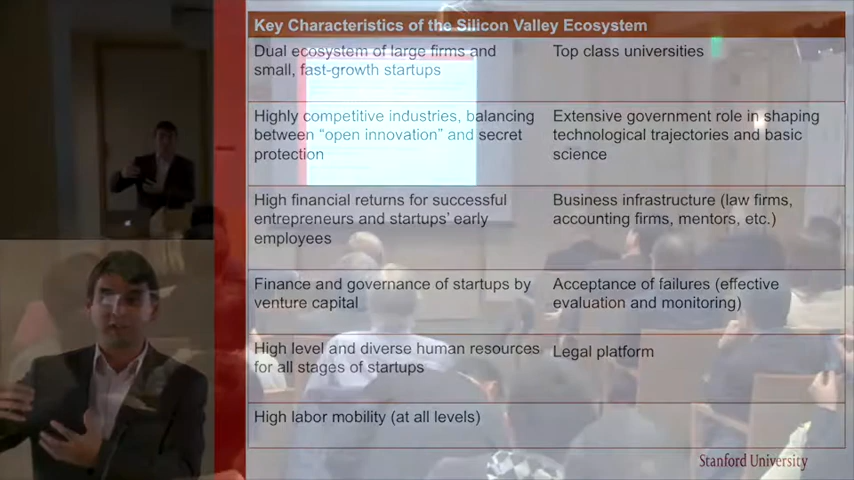 Key Characteristics of the Silicon Valley Ecosystem
Dual ecosystem of large firms and
small, fast-growth startups
Top class universities
Highly competitive industries, balancing
between “open innovation” and secret
protection
Extensive government role in shaping
technological trajectories and basic
science
High financial returns for successful
entrepreneurs and startups’ early
employees
Business infrastructure (law firms,
accounting firms, mentors, etc.)
Finance and governance of startups by
venture capital
Acceptance of failures (effective
evaluation and monitoring)
High level and diverse human resources
for all stages of startups
Legal platform
High labor mobility (at all levels)
Stanford University